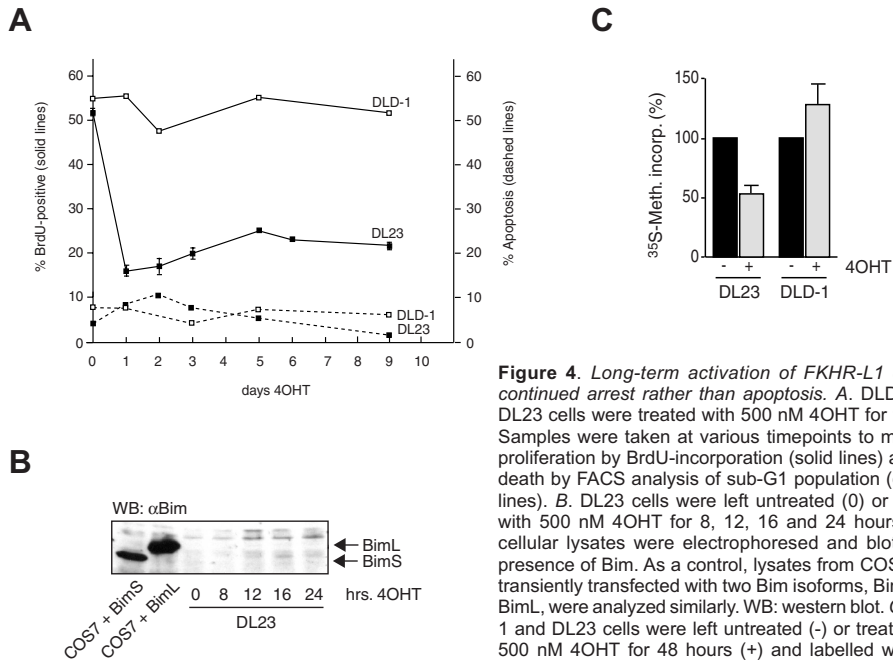 A
% BrdU-positive (solid lines)
60
50
40
30
20
10
0
DLD-1
DL23
DLD-1
DL23
60
50
40
30
20
10
0
% Apoptosis (dashed lines)
0 1 2 3 4 5 6 7 8 9 10
days 4OHT
B
WB: αBim
BimL
BimS
COS7 + BimS
COS7 + BimL
0 8 12 16 24 hrs. 4OHT
DL23
C
35S-Meth. incorp. (%)
150
100
50
0
- + - + 4OHT
DL23 DLD-1
Figure 4. Long-term activation of FKHR-L1
continued arrest rather than apoptosis. A. DLD
DL23 cells were treated with 500 nM 4OHT for
Samples were taken at various timepoints to m
proliferation by BrdU-incorporation (solid lines) a
death by FACS analysis of sub-G1 population (
lines). B. DL23 cells were left untreated (0) or
with 500 nM 4OHT for 8, 12, 16 and 24 hours
cellular lysates were electrophoresed and blot
presence of Bim. As a control, lysates from COS
transiently transfected with two Bim isoforms, Bim
BimL, were analyzed similarly. WB: western blot.
1 and DL23 cells were left untreated (-) or treat
500 nM 4OHT for 48 hours (+) and labelled w